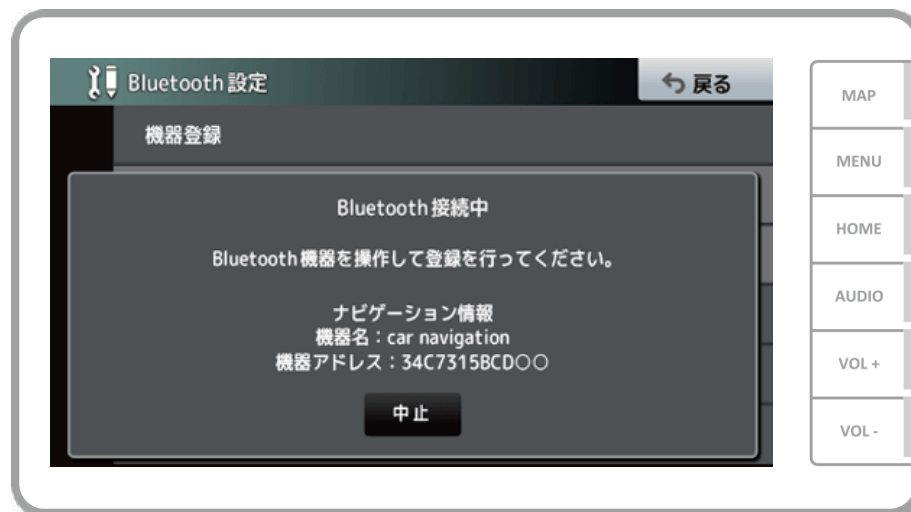 Bluetooth設定
戻る
機器登録
Bluetooth接続中
Bluetooth機器を操作して登録を行ってください。
ナビゲーション情報
機器名：car navigation
機器アドレス：34C7315BCD○○
中止
MAP
MENU
HOME
AUDIO
VOL +
VOL -